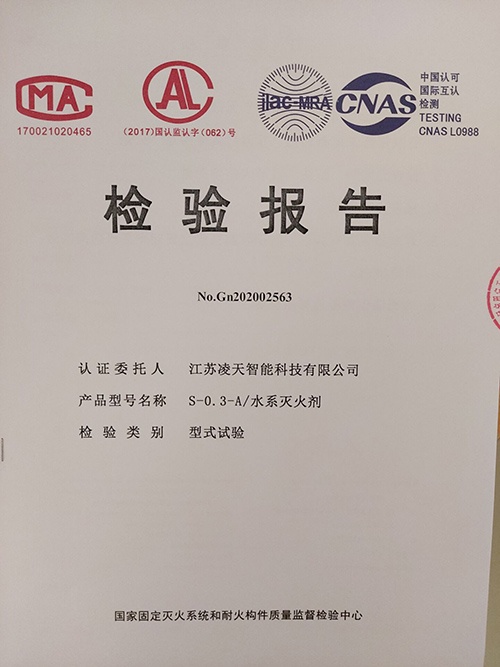 MA
170021020465
CAL
(2017)国认监认字(062)号
ilac-MRA
CNAS
中国认可
国际互认
检测
TESTING
CNAS L0988
检验报告
No.Gn202002563
认证委托人 江苏凌天智能科技有限公司
产品型号名称 S-0.3-A/水系灭火剂
检验类别 型式试验
国家固定灭火系统和耐火构件质量监督检验中心